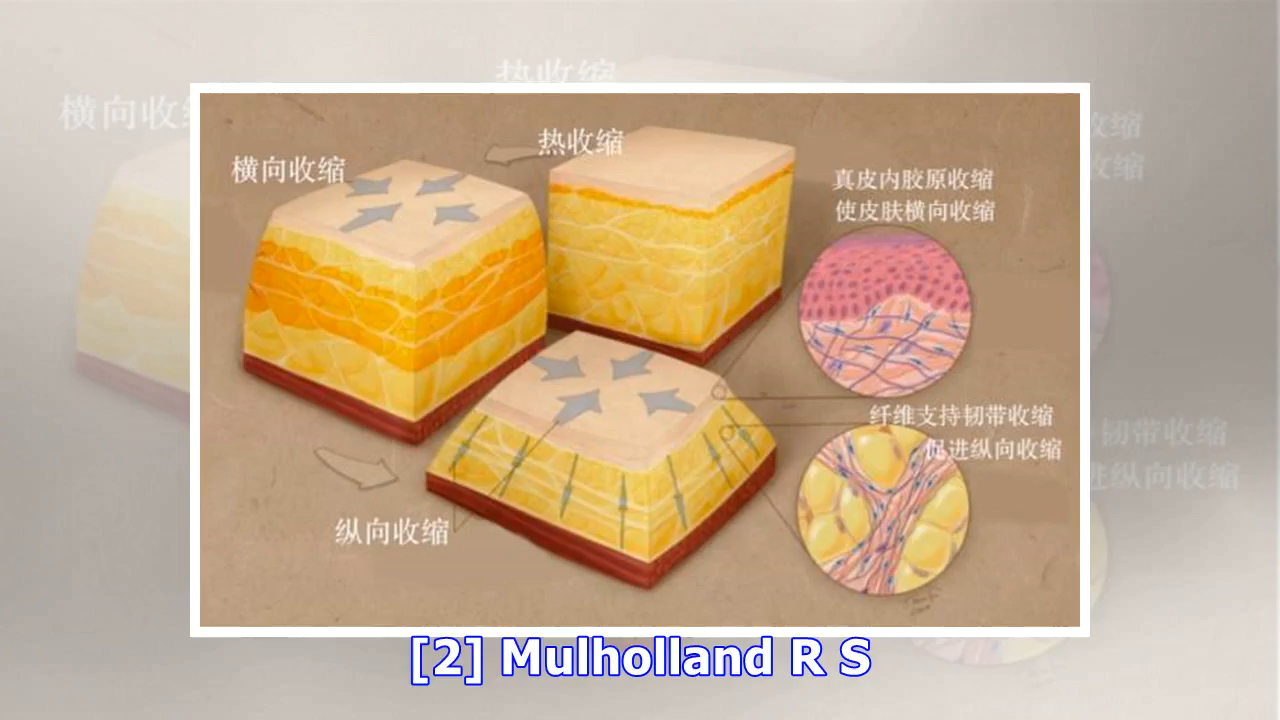 热收缩
横向收缩
真皮内胶原收缩
使皮肤横向收缩
纤维支持韧带收缩
促进纵向收缩
纵向收缩
[2] Mulholland R S